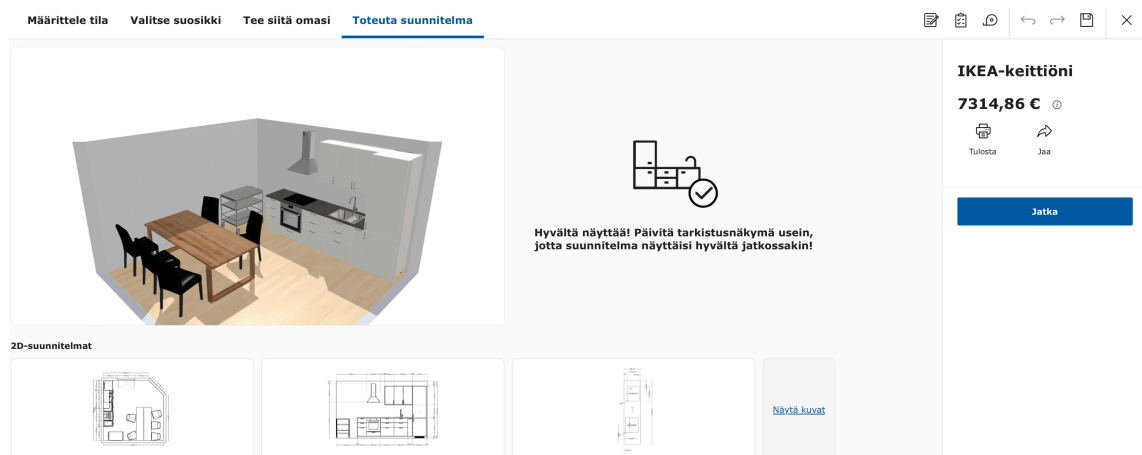 Määrittele tila
Valitse suosikki
Tee siitä omasi
Toteuta suunnitelma
IKEA-keittiöni
7314,86 €
Tulosta
Jaa
Jatka
Hyvältä näyttää! Päivitä tarkistusnäkymä usein,
jotta suunnitelma näyttäisi hyvältä jatkossakin!
2D-suunnitelmat
Näytä kuvat